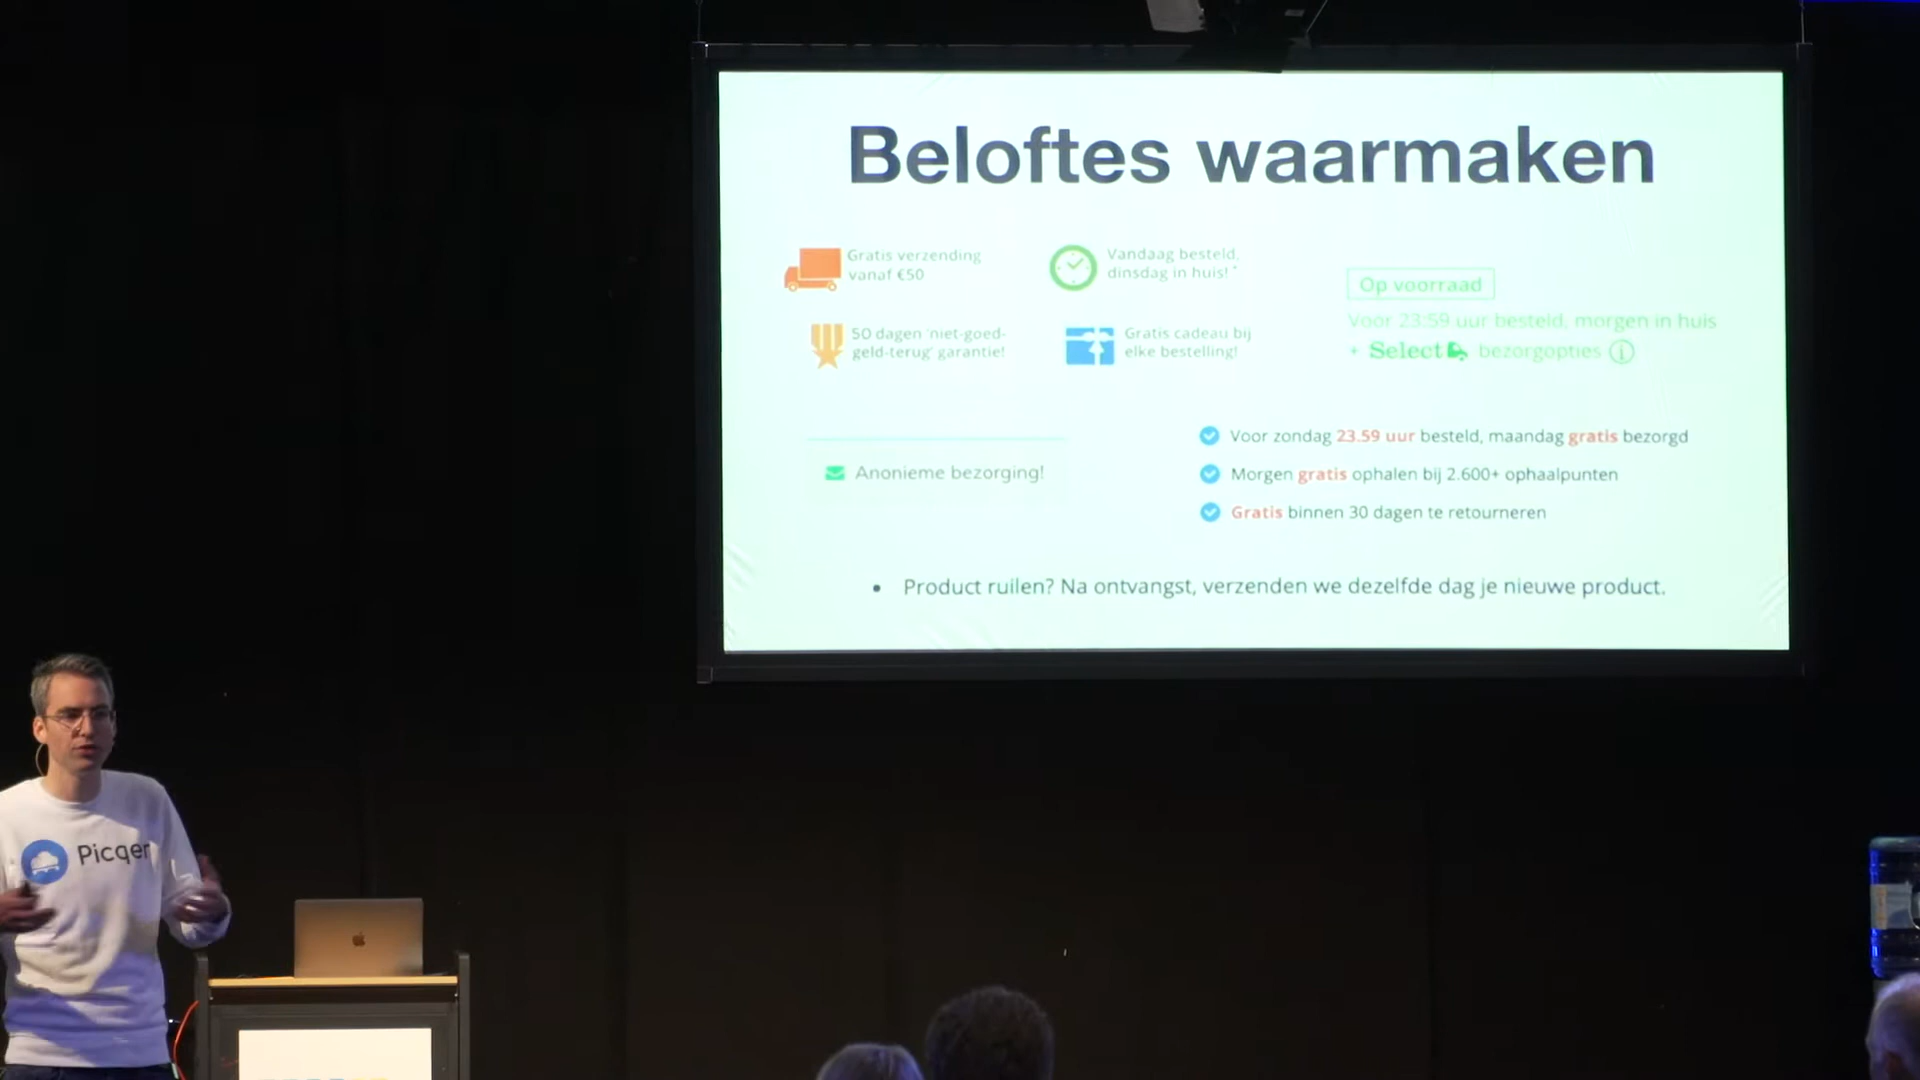 Beloftes waarmaken
Gratis verzending
vanaf €50
Vandaag besteld,
dinsdag in huis! *
50 dagen 'niet-goed-
geld-terug' garantie!
Gratis cadeau bij
elke bestelling!
Op voorraad
Voor 23:59 uur besteld, morgen in huis
+ Select bezorgopties i
Anonieme bezorging!
Voor zondag 23.59 uur besteld, maandag gratis bezorgd
Morgen gratis ophalen bij 2.600+ ophaalpunten
Gratis binnen 30 dagen te retourneren
• Product ruilen? Na ontvangst, verzenden we dezelfde dag je nieuwe product.
Picqer